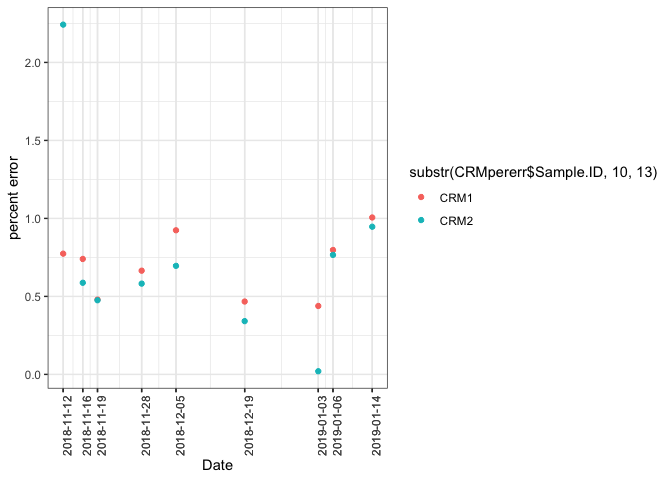 percent error
2.0
1.5
1.0
0.5
0.0
2018-11-12
2018-11-16
2018-11-19
2018-11-28
2018-12-05
2018-12-19
2019-01-03
2019-01-06
2019-01-14
Date
substr(CRMpererr$Sample.ID, 10, 13)
CRM1
CRM2